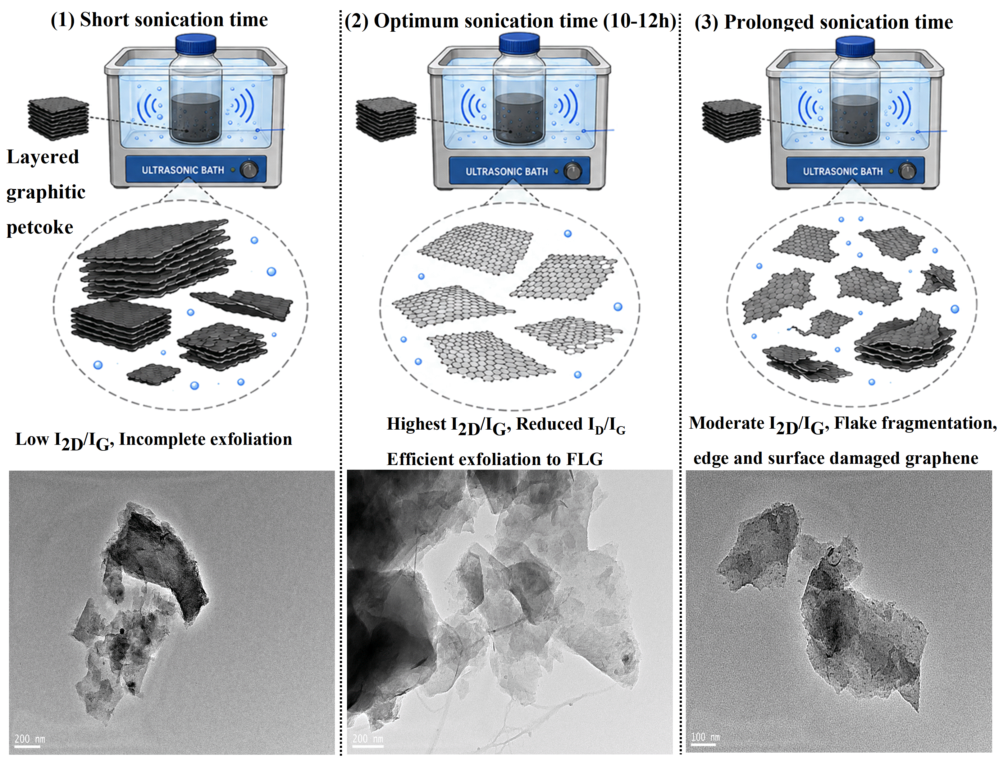 (1) Short sonication time
ULTRASONIC BATH
Layered
graphitic
petcoke
Low I2D/IG, Incomplete exfoliation
200 nm
(2) Optimum sonication time (10-12h)
ULTRASONIC BATH
Highest I2D/IG, Reduced ID/IG
Efficient exfoliation to FLG
200 nm
(3) Prolonged sonication time
ULTRASONIC BATH
Moderate I2D/IG, Flake fragmentation,
edge and surface damaged graphene
100 nm